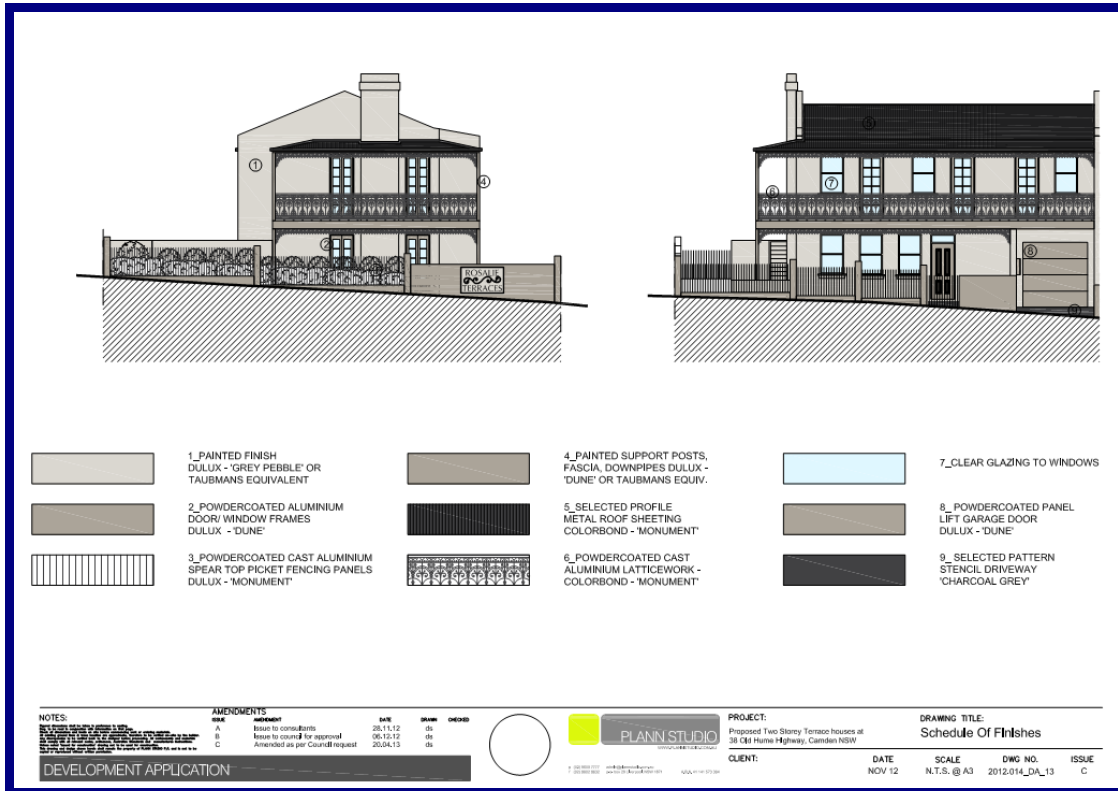 1
4
2
ROSALIE
TERRACES
5
7
6
8
9
1_PAINTED FINISH
DULUX - 'GREY PEBBLE' OR
TAUBMANS EQUIVALENT
2_POWDERCOATED ALUMINIUM
DOOR/ WINDOW FRAMES
DULUX - 'DUNE'
3_POWDERCOATED CAST ALUMINIUM
SPEAR TOP PICKET FENCING PANELS
DULUX - 'MONUMENT'
4_PAINTED SUPPORT POSTS,
FASCIA, DOWNPIPES DULUX -
'DUNE' OR TAUBMANS EQUIV.
5_SELECTED PROFILE
METAL ROOF SHEETING
COLORBOND - 'MONUMENT'
6_POWDERCOATED CAST
ALUMINIUM LATTICEWORK -
COLORBOND - 'MONUMENT'
7_CLEAR GLAZING TO WINDOWS
8_ POWDERCOATED PANEL
LIFT GARAGE DOOR
DULUX - 'DUNE'
9_ SELECTED PATTERN
STENCIL DRIVEWAY
'CHARCOAL GREY'
NOTES:
AMENDMENTS
ISSUE AMENDMENT DATE DRAWN CHECKED
A Issue to consultants 28.11.12 ds
B Issue to council for approval 06.12.12 ds
C Amended as per Council request 20.04.13 ds
DEVELOPMENT APPLICATION
PLANN STUDIO
PROJECT:
Proposed Two Storey Terrace houses at
38 Old Hume Highway, Camden NSW
CLIENT:
DRAWING TITLE:
Schedule Of Finishes
DATE SCALE DWG NO. ISSUE
NOV 12 N.T.S. @ A3 2012.014_DA_13 C